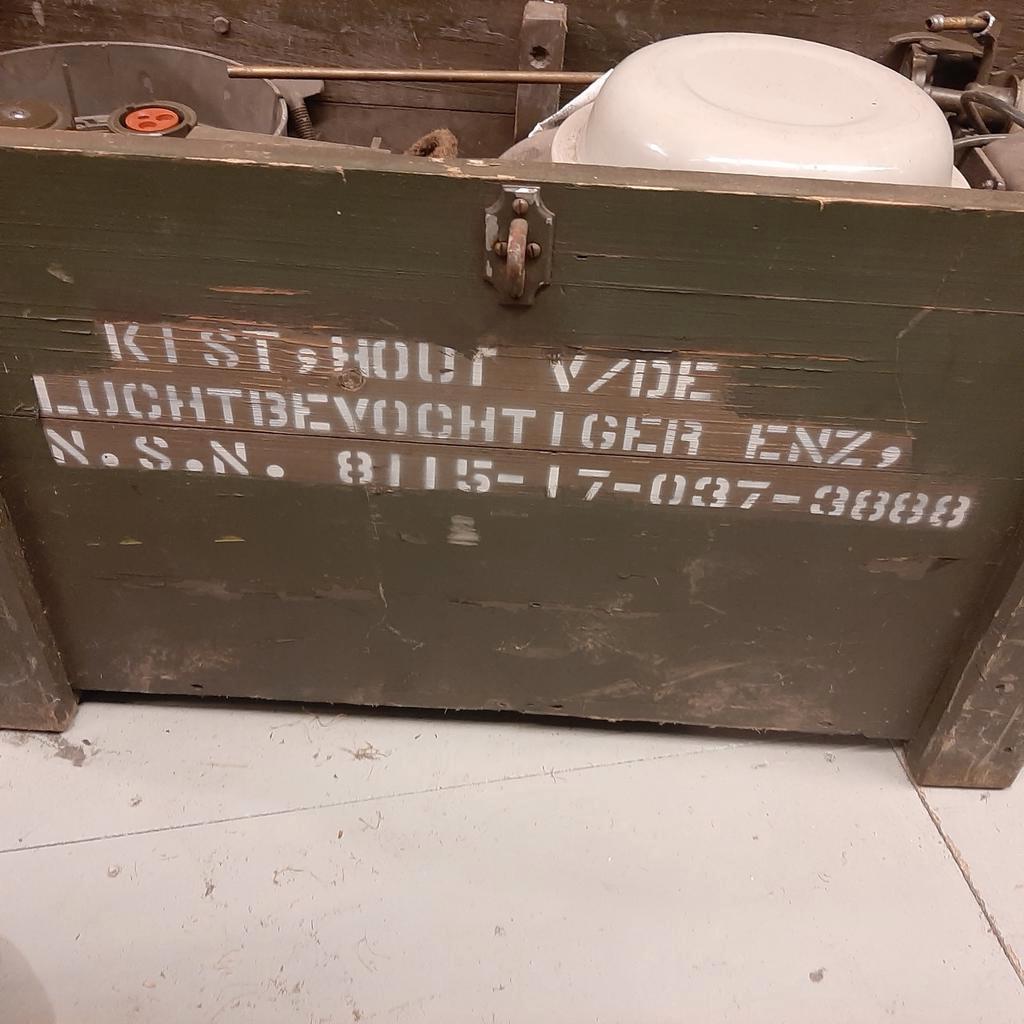 KIST,HOUT V/DE
LUCHTBEVOCHTIGER ENZ,
N.S.N. 8115-17-037-3888